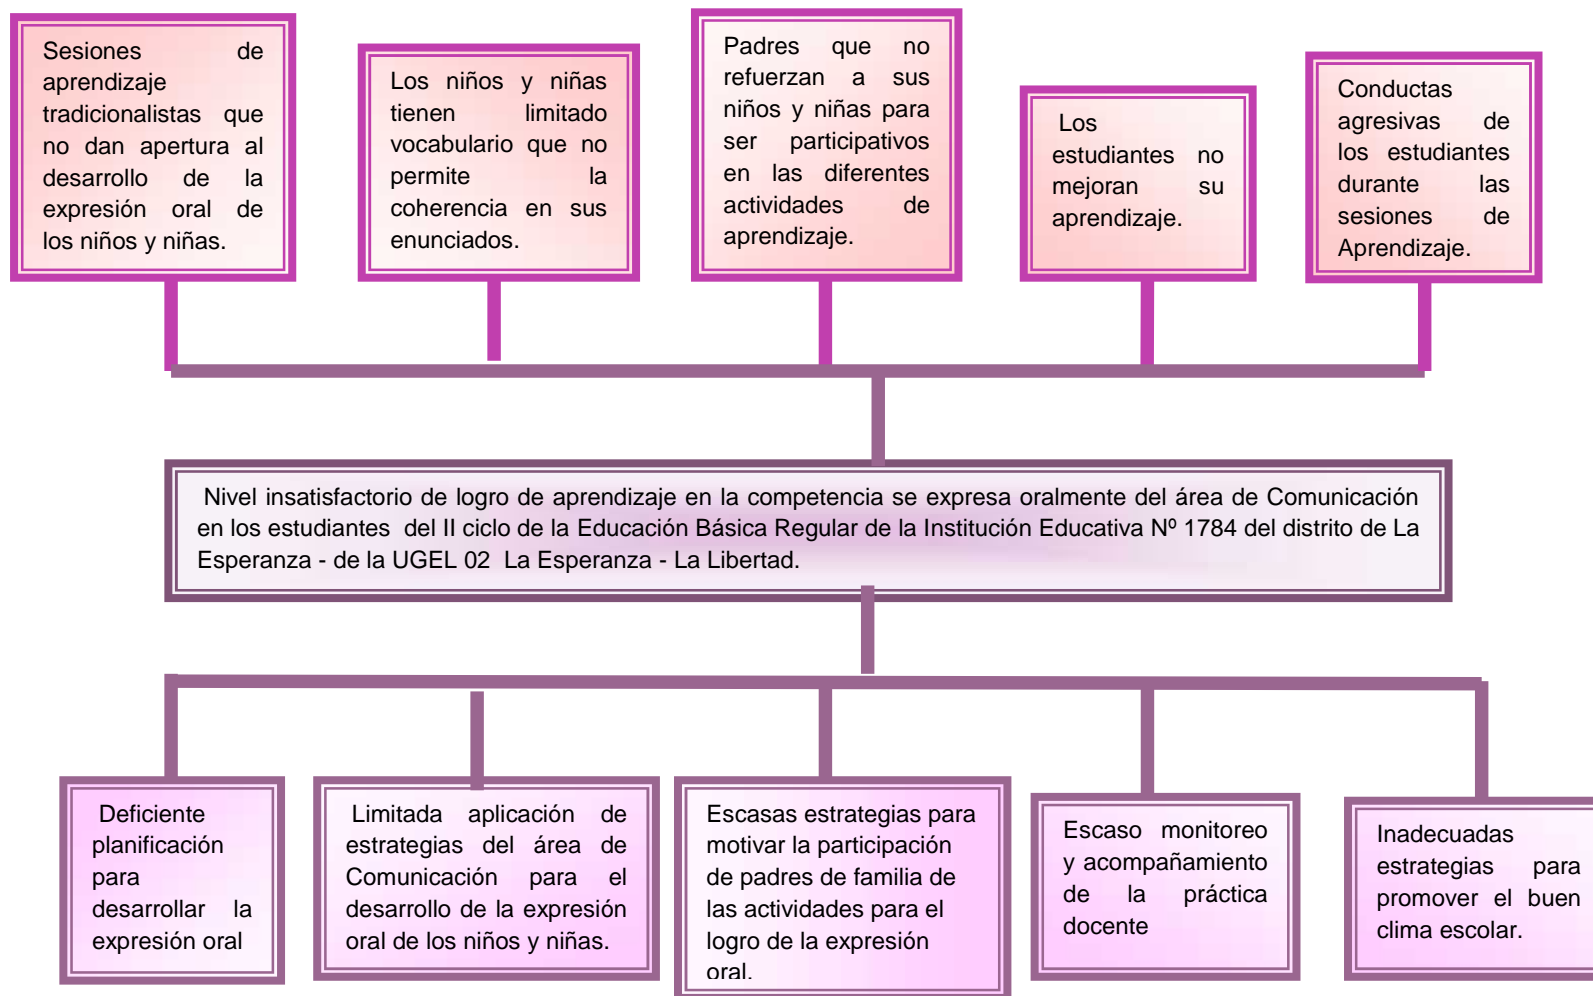 Sesiones de
aprendizaje
tradicionalistas que
no dan apertura al
desarrollo de la
expresión oral de
los niños y niñas.
Los niños y niñas
tienen limitado
vocabulario que no
permite la
coherencia en sus
enunciados.
Padres que no
refuerzan a sus
niños y niñas para
ser participativos
en las diferentes
actividades de
aprendizaje.
Los
estudiantes no
mejoran su
aprendizaje.
Conductas
agresivas de
los estudiantes
durante las
sesiones de
Aprendizaje.
Nivel insatisfactorio de logro de aprendizaje en la competencia se expresa oralmente del área de Comunicación
en los estudiantes del II ciclo de la Educación Básica Regular de la Institución Educativa Nº 1784 del distrito de La
Esperanza - de la UGEL 02 La Esperanza - La Libertad.
Deficiente
planificación
para
desarrollar la
expresión oral
Limitada aplicación de
estrategias del área de
Comunicación para el
desarrollo de la expresión
oral de los niños y niñas.
Escasas estrategias para
motivar la participación
de padres de familia de
las actividades para el
logro de la expresión
oral.
Escaso monitoreo
y acompañamiento
de la práctica
docente
Inadecuadas
estrategias para
promover el buen
clima escolar.